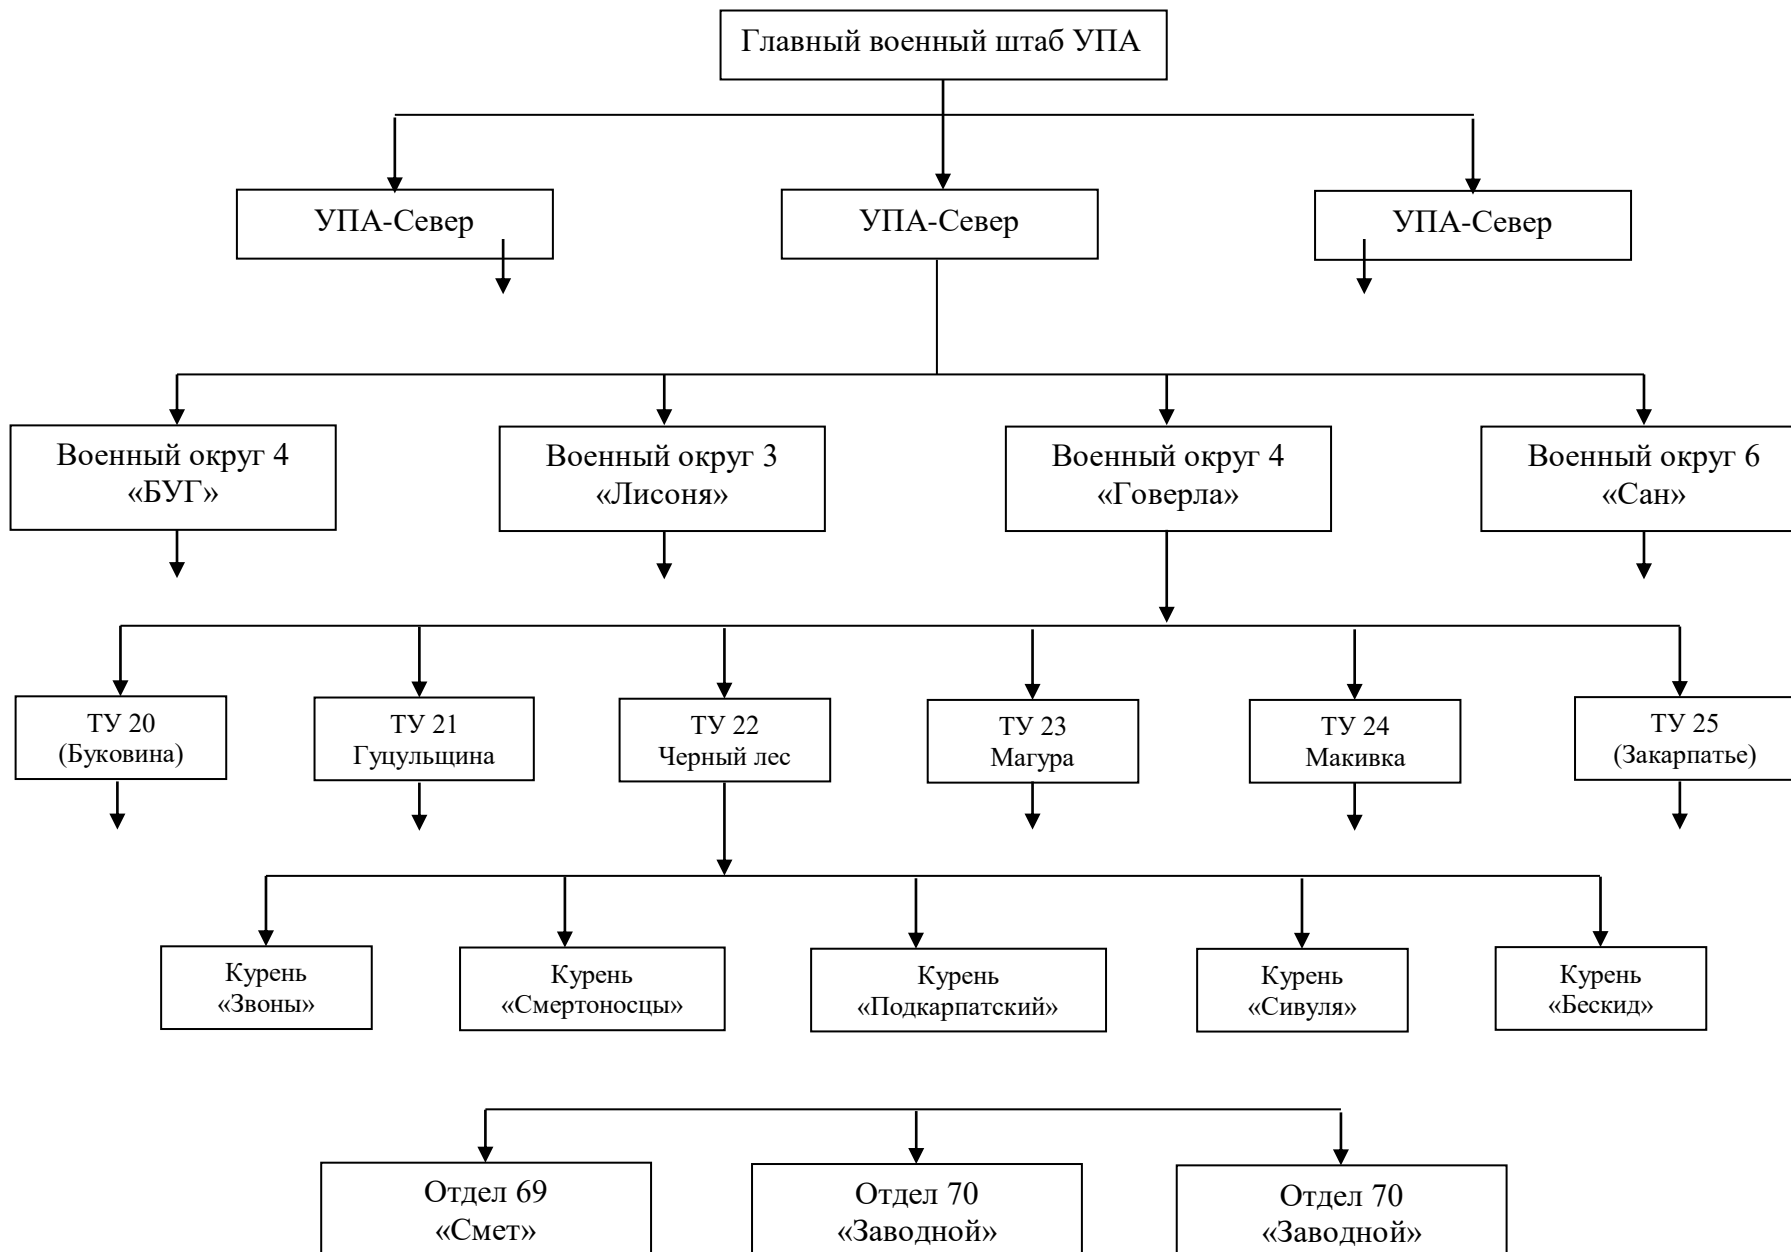 Главный военный штаб УПА
УПА-Север
УПА-Север
УПА-Север
Военный округ 4
«БУГ»
Военный округ 3
«Лисоня»
Военный округ 4
«Говерла»
Военный округ 6
«Сан»
ТУ 20
(Буковина)
ТУ 21
Гуцульщина
ТУ 22
Черный лес
ТУ 23
Магура
ТУ 24
Макивка
ТУ 25
(Закарпатье)
Курень
«Звоны»
Курень
«Смертоносцы»
Курень
«Подкарпатский»
Курень
«Сивуля»
Курень
«Бескид»
Отдел 69
«Смет»
Отдел 70
«Заводной»
Отдел 70
«Заводной»